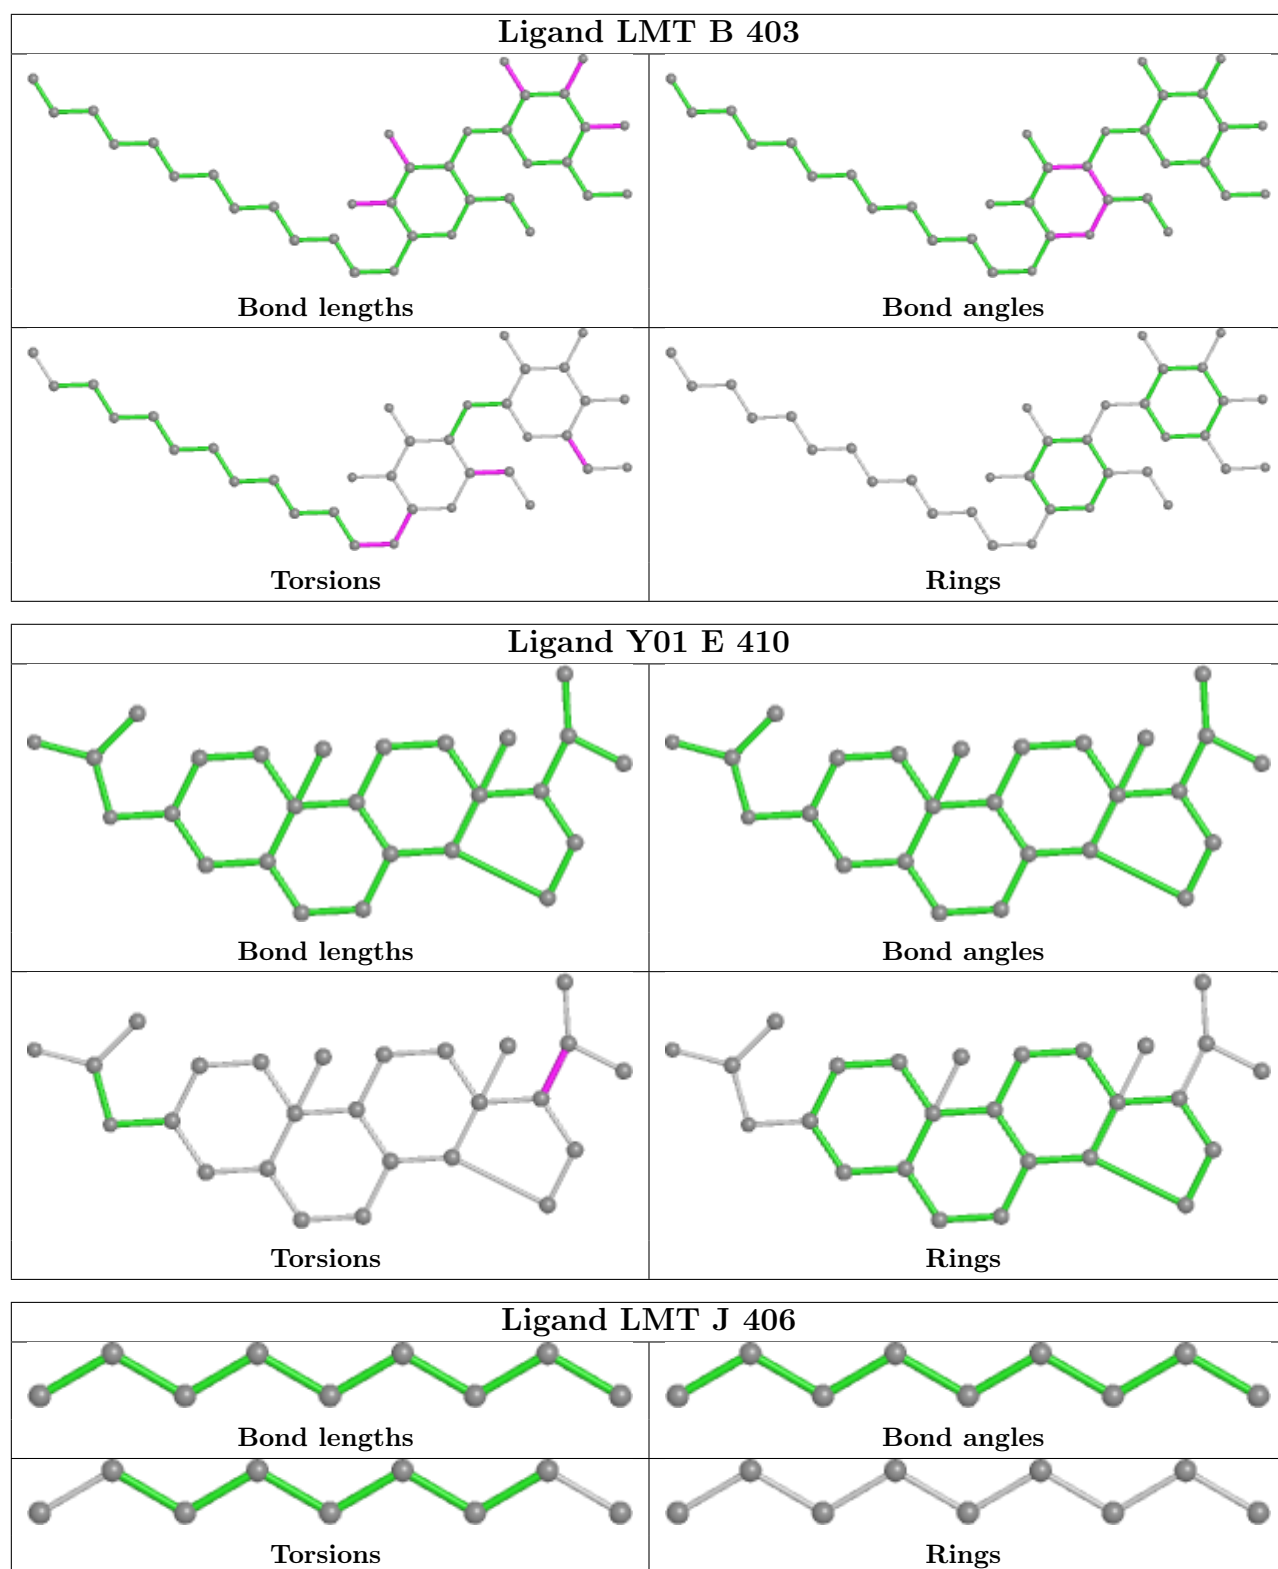 Ligand LMT B 403
Bond lengths
Bond angles
Torsions
Rings
Ligand Y01 E 410
Bond lengths
Bond angles
Torsions
Rings
Ligand LMT J 406
Bond lengths
Bond angles
Torsions
Rings